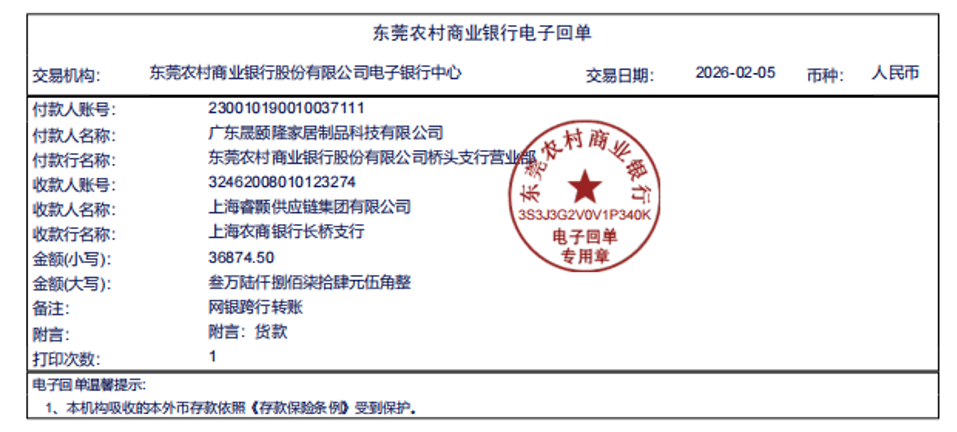 东莞农村商业银行电子回单
交易机构: 东莞农村商业银行股份有限公司电子银行中心 交易日期: 2026-02-05 币种: 人民币
付款人账号: 230010190010037111
付款人名称: 广东晟颐隆家居制品科技有限公司
付款行名称: 东莞农村商业银行股份有限公司桥头支行营业部
收款人账号: 32462008010123274
收款人名称: 上海睿颢供应链集团有限公司
收款行名称: 上海农商银行长桥支行
金额(小写): 36874.50
金额(大写): 叁万陆仟捌佰柒拾肆元伍角整
备注: 网银跨行转账
附言: 附言：货款
打印次数: 1
东莞农村商业银行
3S3J3G2V0V1P340K
电子回单
专用章
电子回单温馨提示:
1、本机构吸收的本外币存款依照《存款保险条例》受到保护。